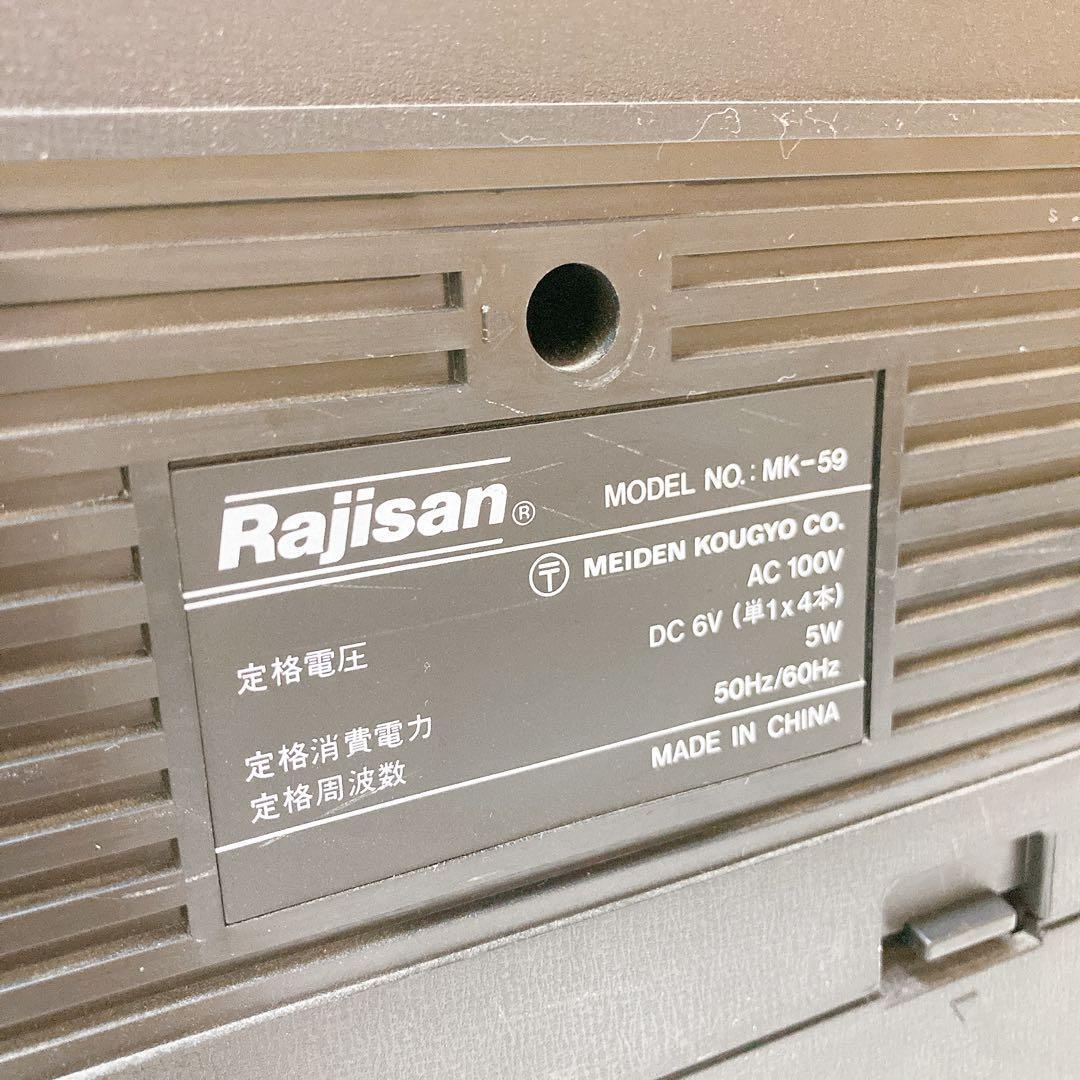 Rajisan®
MODEL NO.: MK-59
〒 MEIDEN KOUGYO CO.
定格電圧
AC 100V
DC 6V (単1x4本)
定格消費電力
5W
定格周波数
50Hz/60Hz
MADE IN CHINA